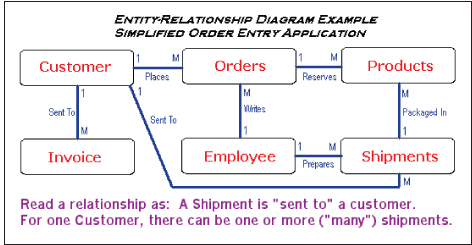 ENTITY-RELATIONSHIP DIAGRAM EXAMPLE
SIMPLIFIED ORDER ENTRY APPLICATION
Customer 1 Places M Orders 1 Reserves M Products
1 Sent To M
1 Sent To M
M Writes 1
M Packaged In 1
Invoice
Employee 1 Prepares M Shipments
Read a relationship as: A Shipment is "sent to" a customer.
For one Customer, there can be one or more ("many") shipments.